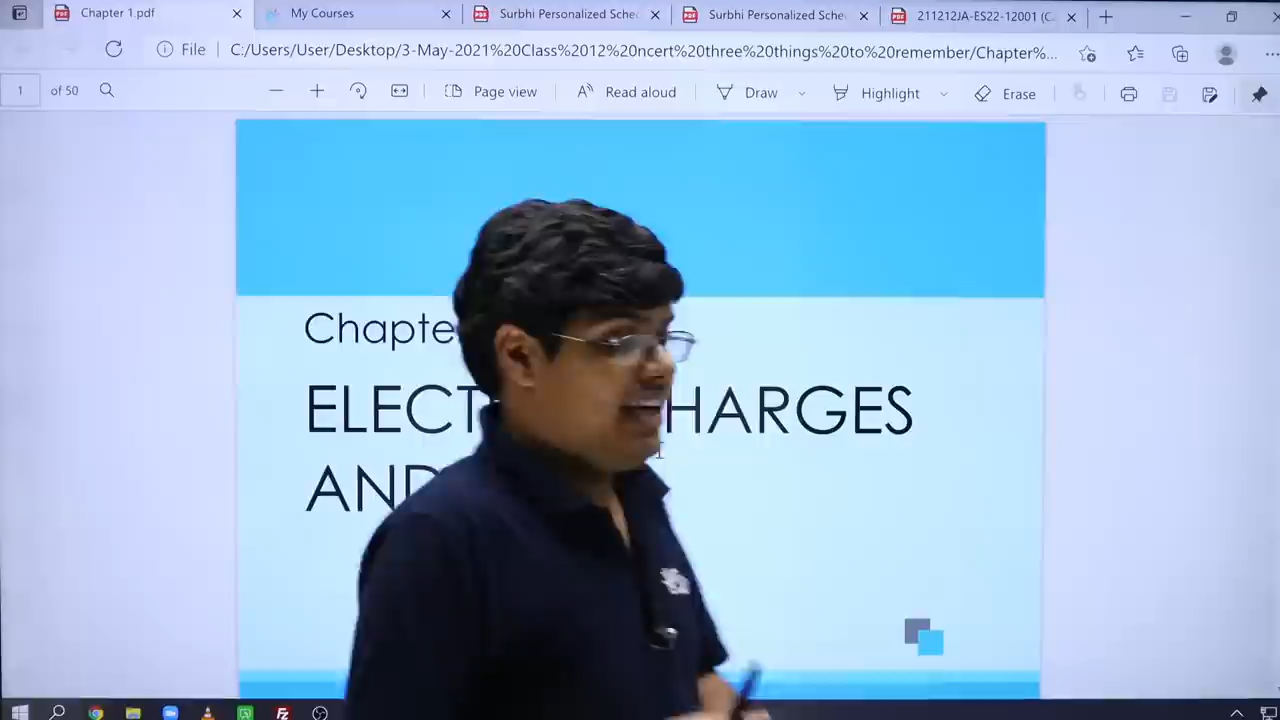 Chapter 1.pdf
My Courses
Surbhi Personalized Sche
Surbhi Personalized Sche
211212JA-ES22-12001 (C
File
C:/Users/User/Desktop/3-May-2021%20Class%2012%20ncert%20three%20things%20to%20remember/Chapter%...
1 of 50
Page view
Read aloud
Draw
Highlight
Erase
Chapte
ELECT HARGES
AND